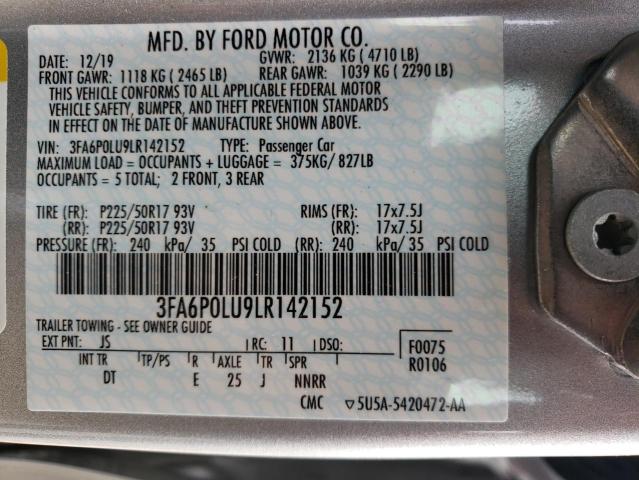 MFD. BY FORD MOTOR CO.
DATE: 12/19 GVWR: 2136 KG ( 4710 LB)
FRONT GAWR: 1118 KG ( 2465 LB) REAR GAWR: 1039 KG ( 2290 LB)
THIS VEHICLE CONFORMS TO ALL APPLICABLE FEDERAL MOTOR
VEHICLE SAFETY, BUMPER, AND THEFT PREVENTION STANDARDS
IN EFFECT ON THE DATE OF MANUFACTURE SHOWN ABOVE.
VIN: 3FA6P0LU9LR142152 TYPE: Passenger Car
MAXIMUM LOAD = OCCUPANTS + LUGGAGE = 375KG/ 827LB
OCCUPANTS = 5 TOTAL; 2 FRONT, 3 REAR
TIRE (FR): P225/50R17 93V RIMS (FR): 17x7.5J
(RR): P225/50R17 93V (RR): 17x7.5J
PRESSURE (FR): 240 kPa/ 35 PSI COLD (RR): 240 kPa/35 PSI COLD
3FA6P0LU9LR142152
TRAILER TOWING - SEE OWNER GUIDE
EXT PNT: JS RC: 11 DSO: F0075
INT TR TP/PS R AXLE TR SPR R0106
DT E 25 J NNRR
CMC ▽5U5A-5420472-AA